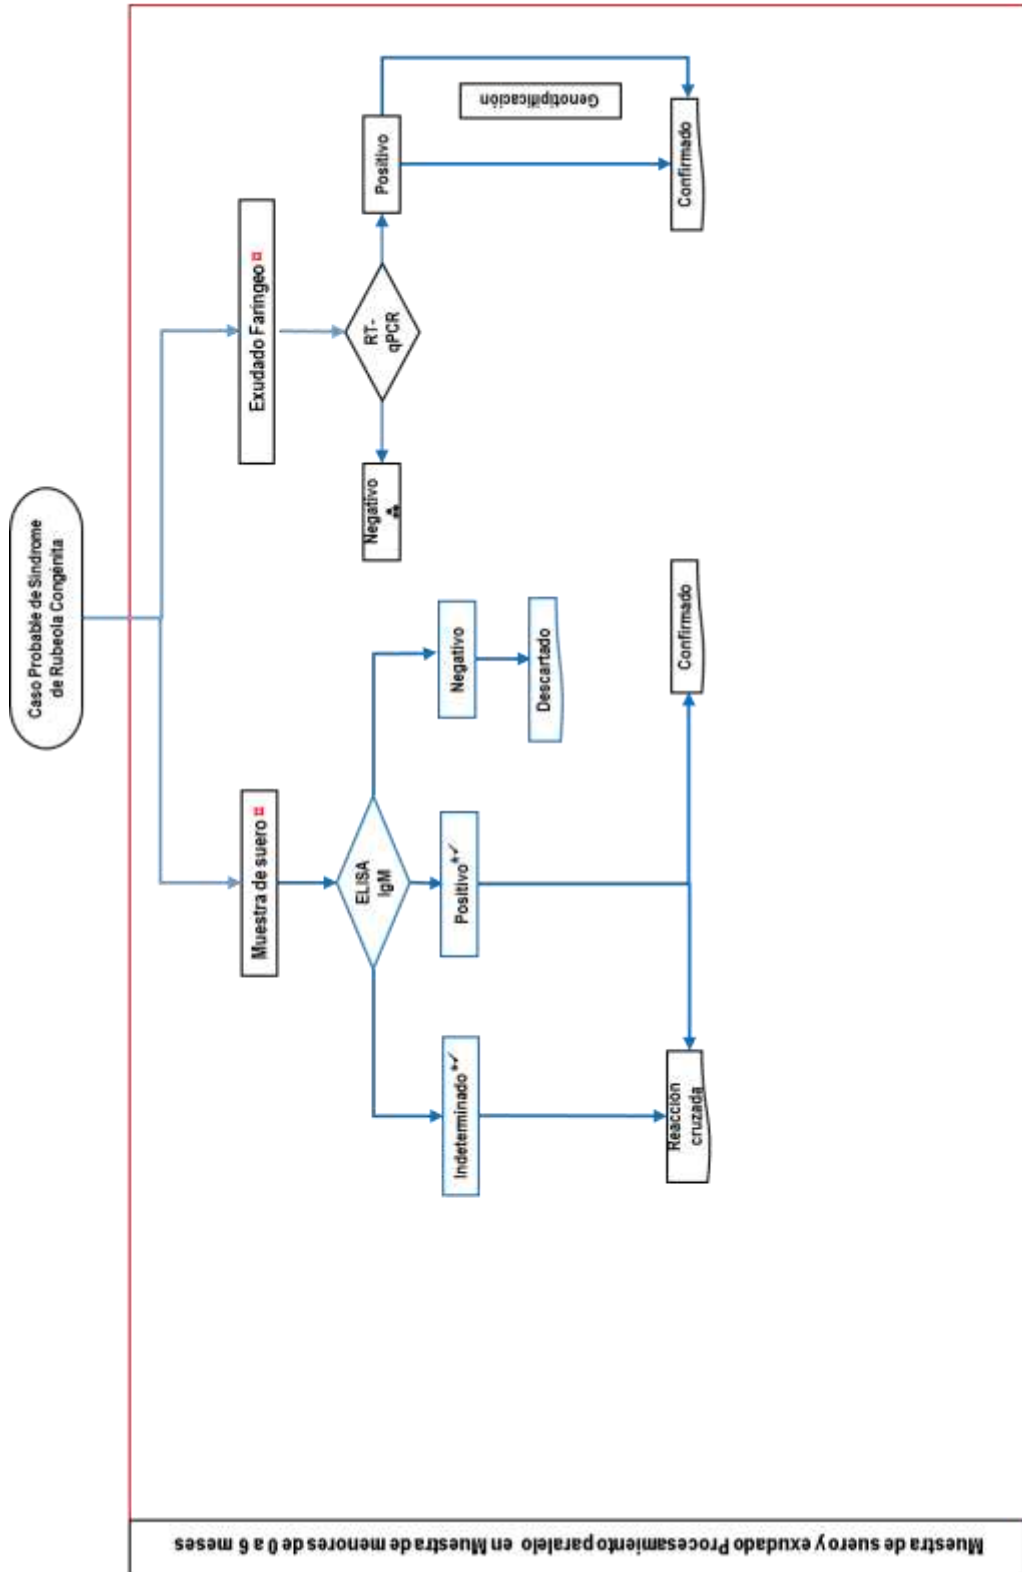 Caso Probable de Síndrome
de Rubeola Congénita
Muestra de suero ¤
Exudado Faríngeo ¤
ELISA
IgM
RT-
qPCR
Indeterminado*✓
Positivo*✓
Negativo
Negativo
Positivo
Descartado
Genotipificación
Reacción
cruzada
Confirmado
Confirmado
Muestra de suero y exudado Procesamiento paralelo en Muestra de menores de 0 a 6 meses